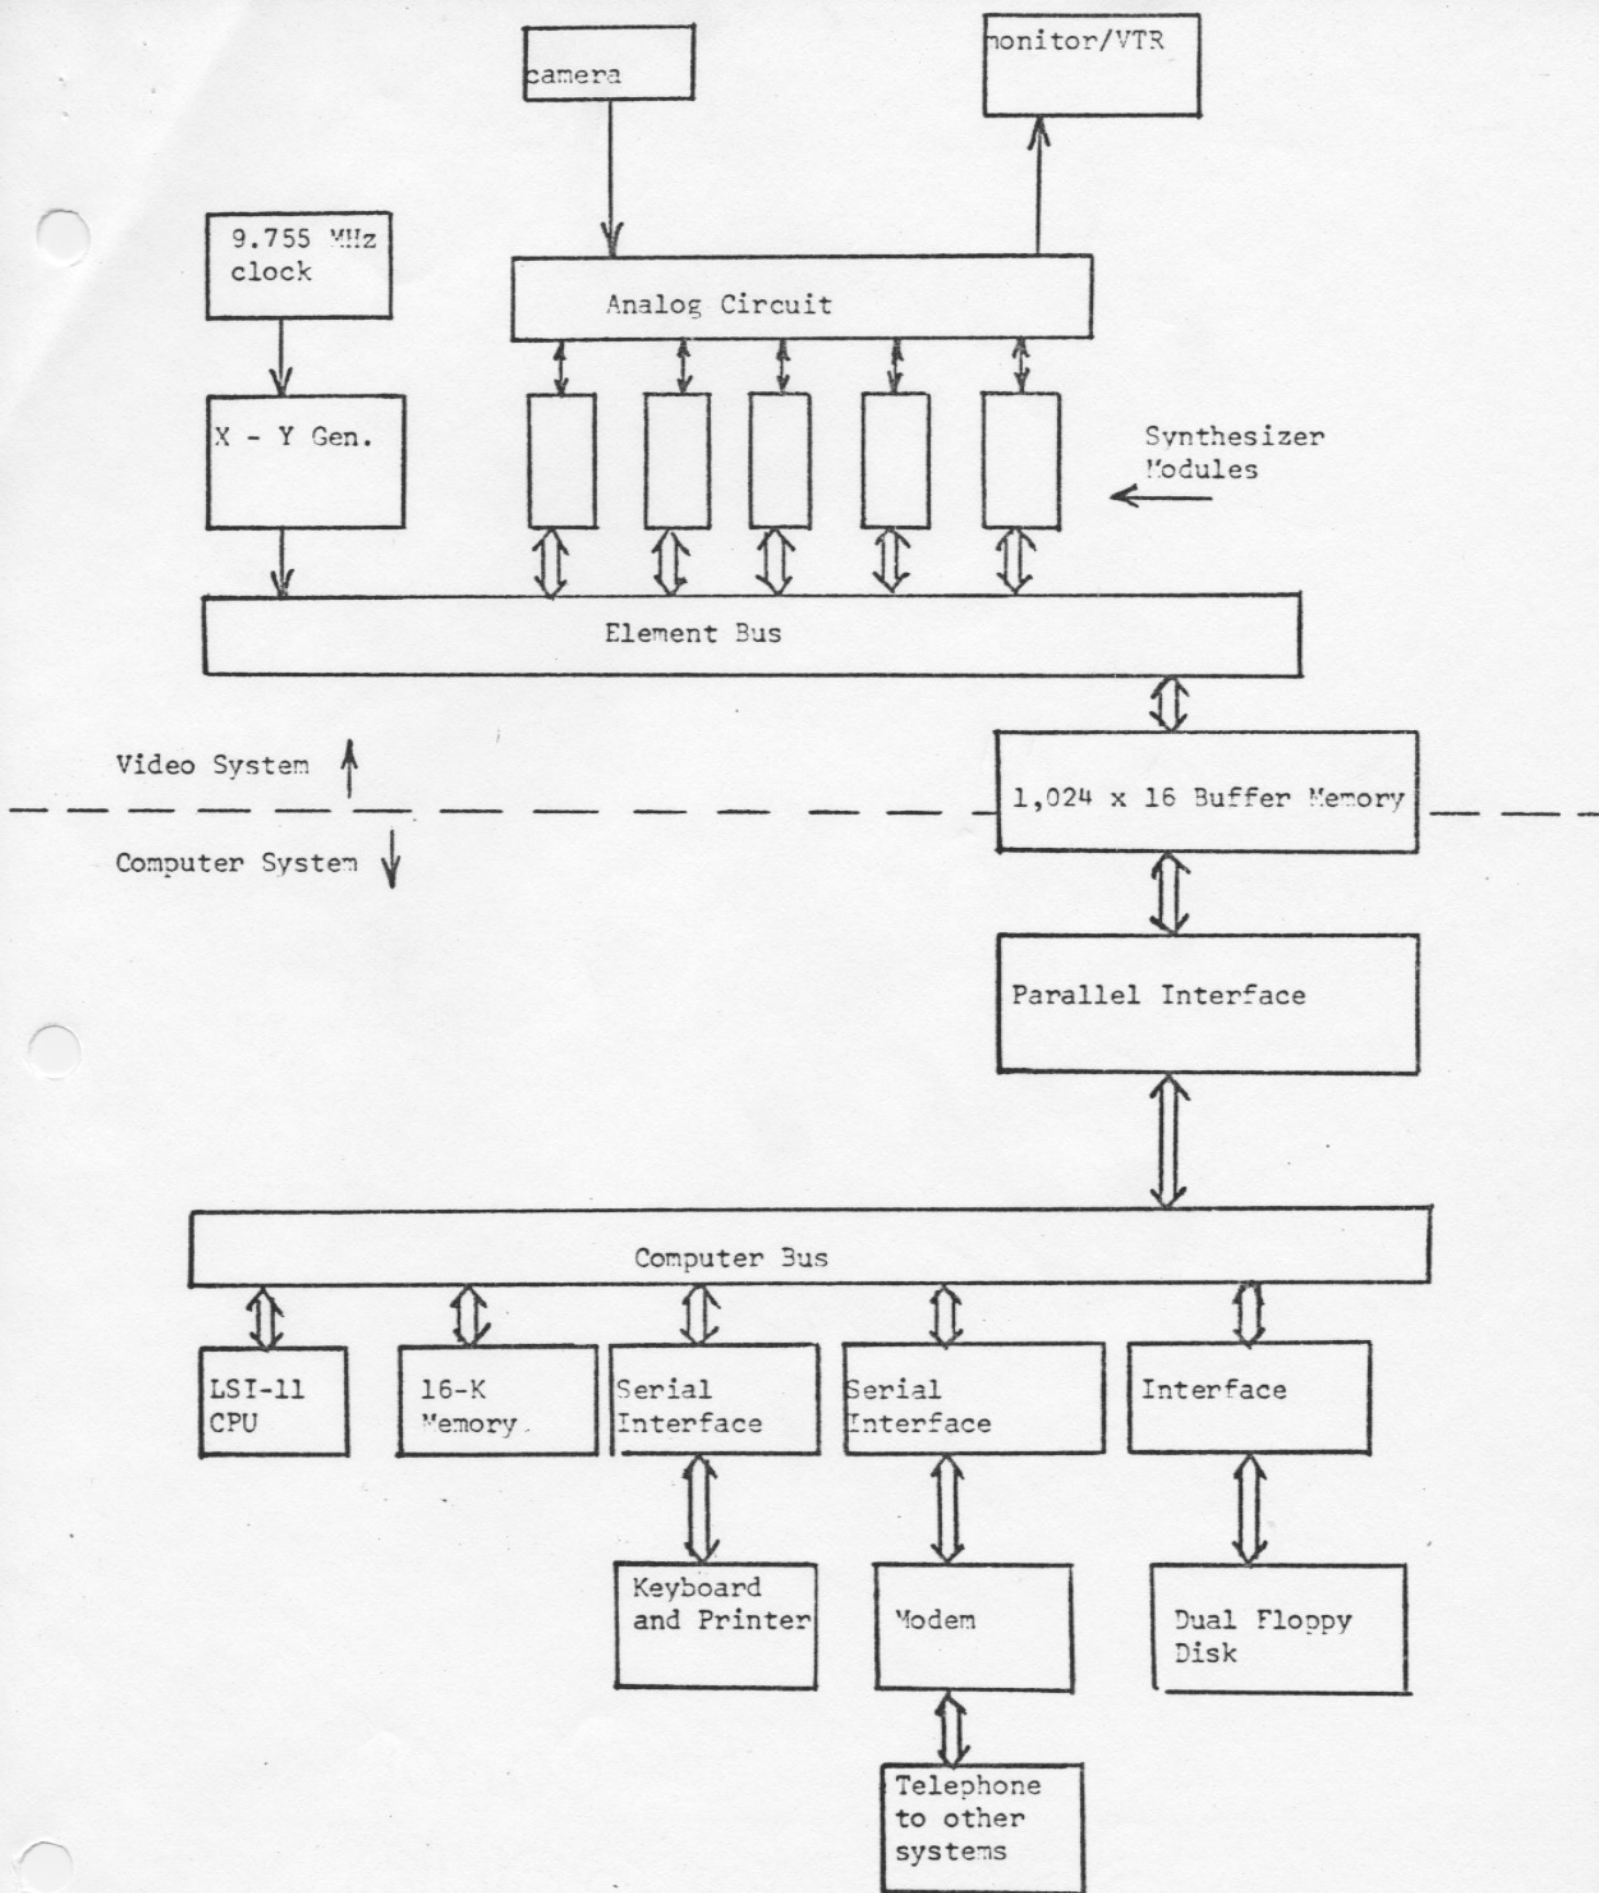 camera
monitor/VTR
9.755 MHz
clock
Analog Circuit
X - Y Gen.
Synthesizer
Modules
Element Bus
Video System
1,024 x 16 Buffer Memory
Computer System
Parallel Interface
Computer Bus
LSI-11
CPU
16-K
Memory
Serial
Interface
Serial
Interface
Interface
Keyboard
and Printer
Modem
Dual Floppy
Disk
Telephone
to other
systems